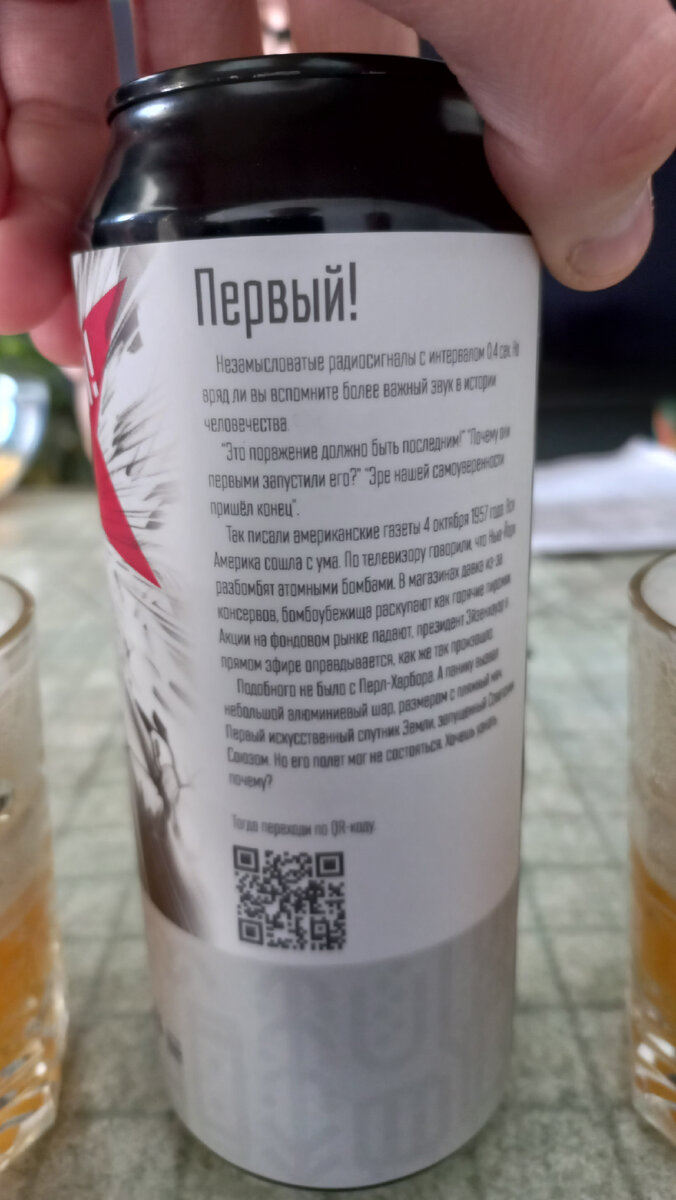 Первый!
Незамысловатые радиосигналы с интервалом 0,4 сек. Но
вряд ли вы вспомните более важный звук в истории
человечества.
"Это поражение должно быть последним!" "Почему они
первыми запустили его?" "Эре нашей самоуверенности
пришёл конец".
Так писали американские газеты 4 октября 1957 года. Вся
Америка сошла с ума. По телевизору говорили, что Нью-Йорк
разбомбят атомными бомбами. В магазинах давка из-за
консервов, бомбоубежища раскупают как горячие пирожки.
Акции на фондовом рынке падают, президент Эйзенхауэр в
прямом эфире оправдывается, как же так произошло.
Подобного не было с Перл-Харбора. А панику вызвал
небольшой алюминиевый шар, размером с пляжный мяч.
Первый искусственный спутник Земли, запущенный Советским
Союзом. Но его полет мог не состояться. Хочешь узнать,
почему?
Тогда переходи по QR-коду.